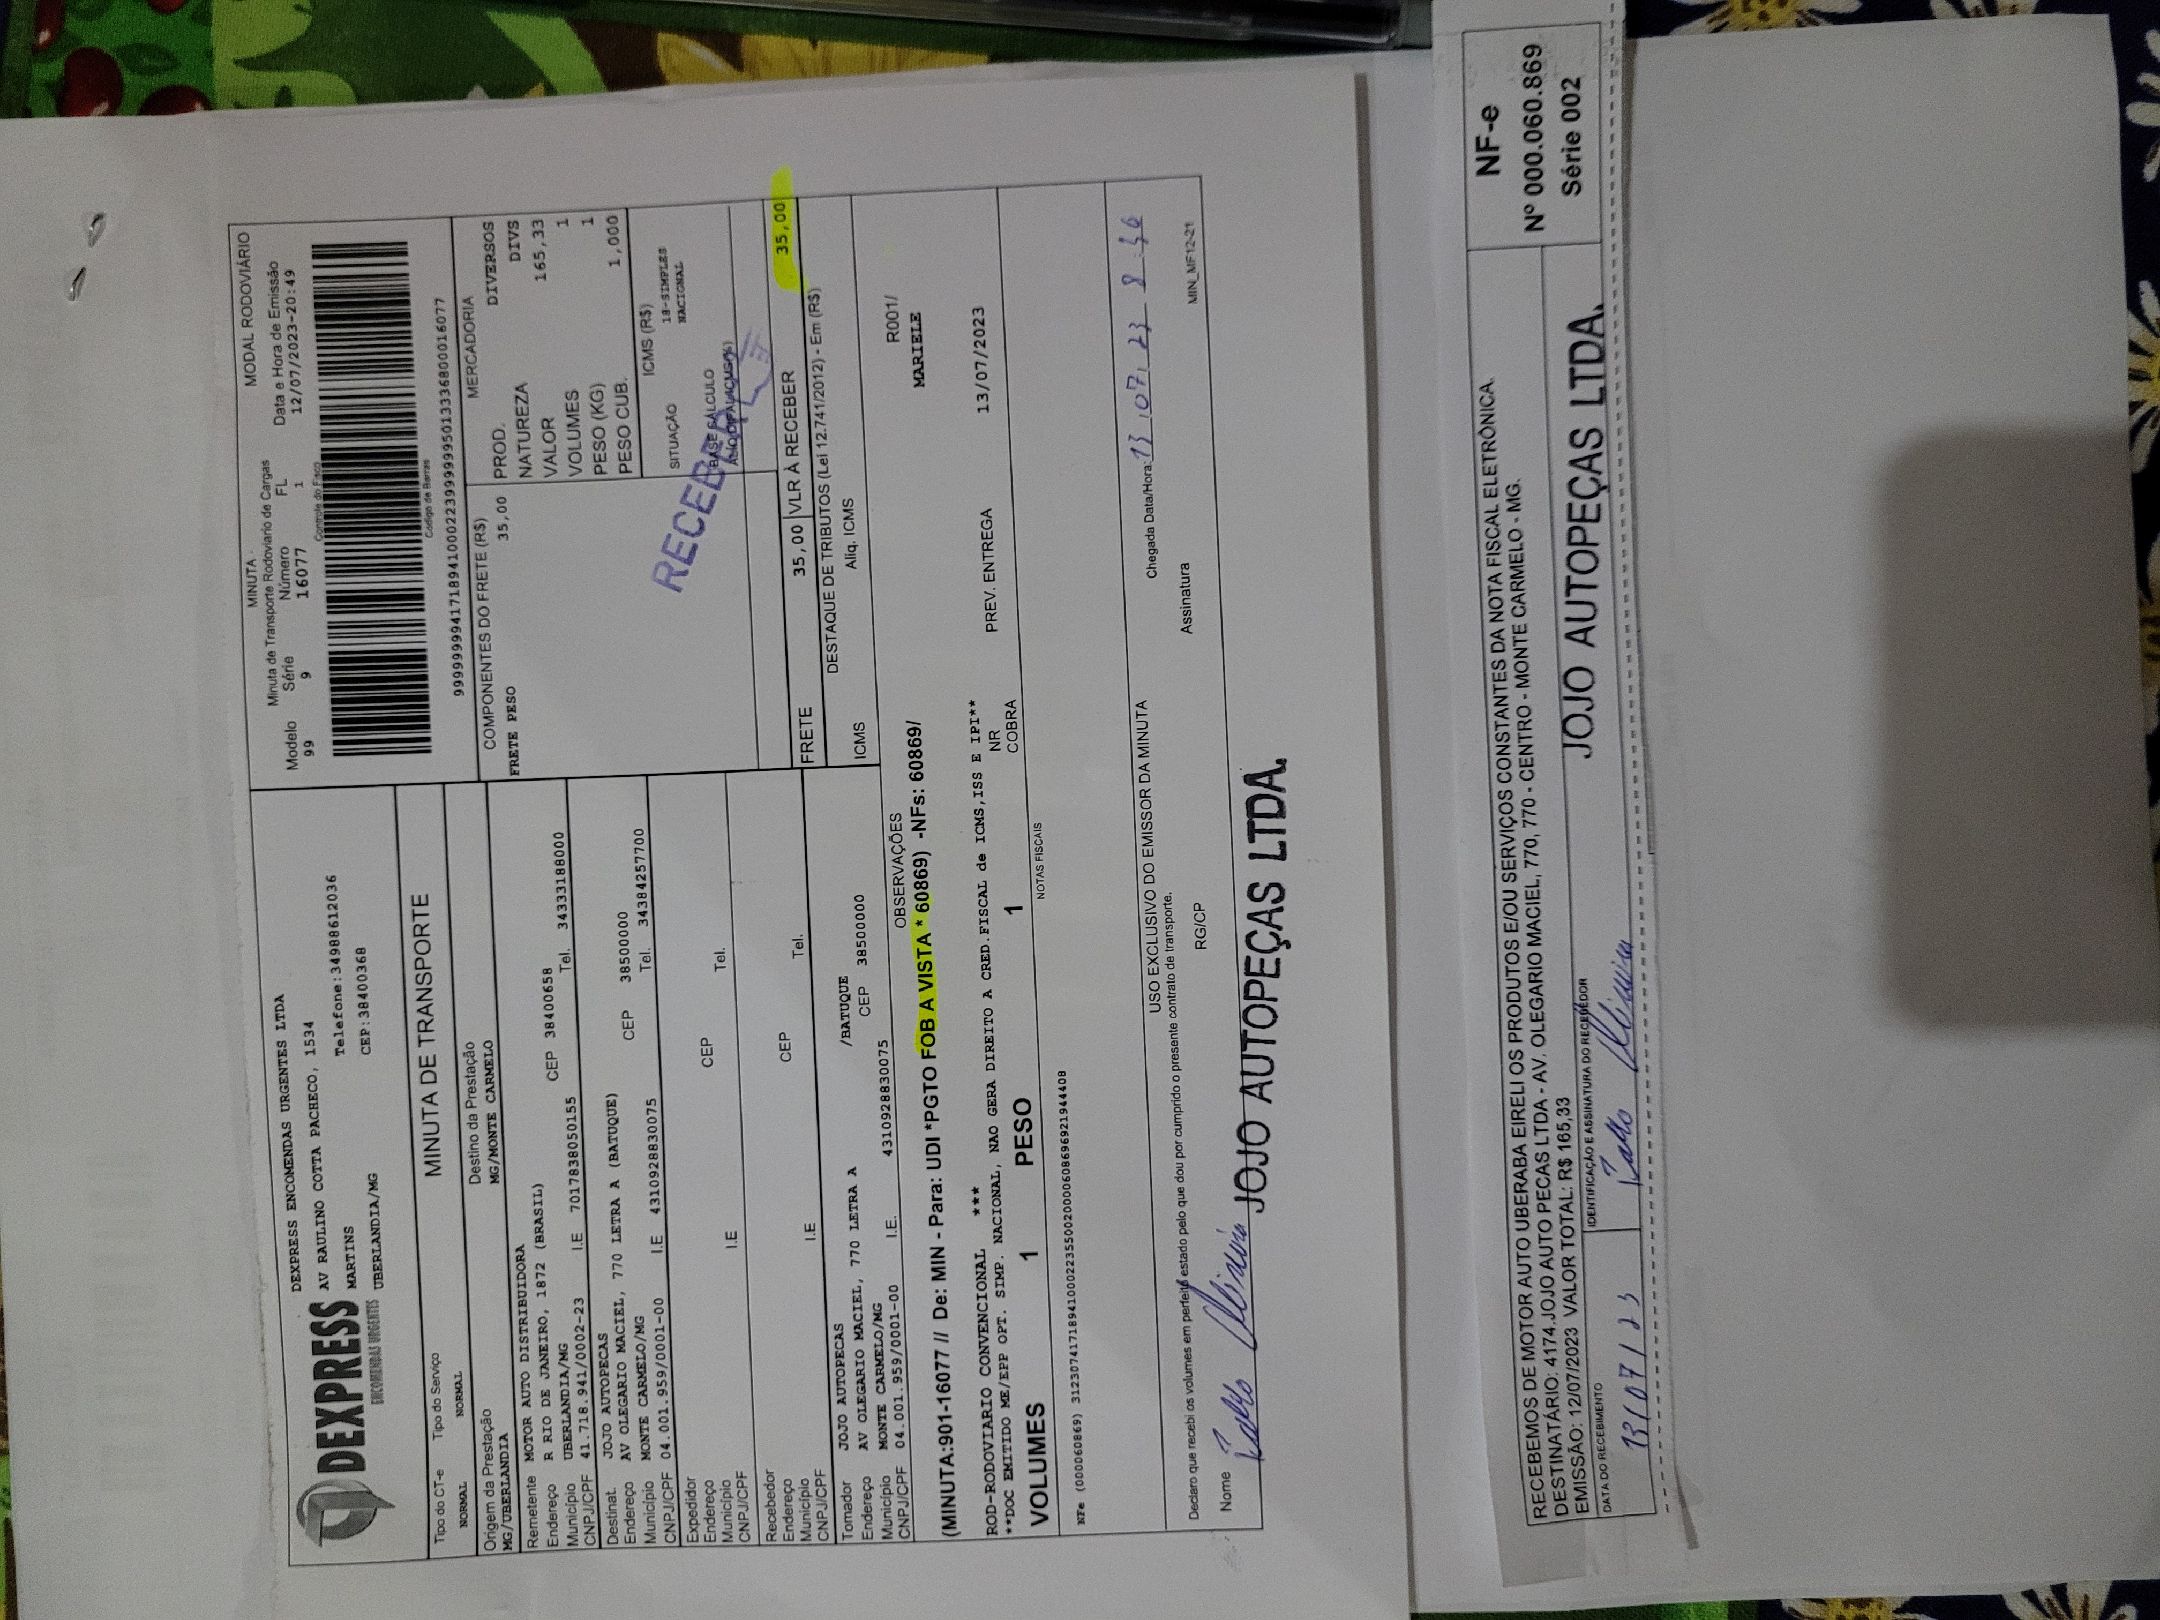 DEXPRESS
ENCOMENDAS URGENTES
DEXPRESS ENCOMENDAS URGENTES LTDA
AV RAULINO COTTA PACHECO, 1534
MARTINS Telefone:34988612036
UBERLANDIA/MG CEP:38400368
MINUTA - MODAL RODOVIÁRIO
Minuta de Transporte Rodoviario de Cargas Data e Hora de Emissão
Modelo Série Número FL 12/07/2023-20:49
99 9 16077 1
Controle do Fisco
Código de Barras
MINUTA DE TRANSPORTE
Tipo do CT-e Tipo do Serviço
NORMAL NORMAL
Origem da Prestação Destino da Prestação
MG/UBERLANDIA MG/MONTE CARMELO
Remetente MOTOR AUTO DISTRIBUIDORA
Endereço R RIO DE JANEIRO, 1872 (BRASIL)
Município UBERLANDIA/MG CEP 38400658
CNPJ/CPF 41.718.941/0002-23 I.E 7017838050155 Tel. 3433318000
Destinat. JOJO AUTOPECAS
Endereço AV OLEGARIO MACIEL, 770 LETRA A (BATUQUE)
Município MONTE CARMELO/MG CEP 38500000
CNPJ/CPF 04.001.959/0001-00 I.E 4310928830075 Tel. 34384257700
Expedidor
Endereço
Município CEP
CNPJ/CPF I.E Tel.
Recebedor
Endereço
Município CEP
CNPJ/CPF I.E Tel.
Tomador JOJO AUTOPECAS
Endereço AV OLEGARIO MACIEL, 770 LETRA A /BATUQUE
Município MONTE CARMELO/MG CEP 38500000
CNPJ/CPF 04.001.959/0001-00 I.E. 4310928830075
COMPONENTES DO FRETE (R$)
FRETE PESO 35,00
MERCADORIA
PROD. DIVERSOS
NATUREZA DIVS
VALOR 165,33
VOLUMES 1
PESO (KG) 1
PESO CUB. 1,000
ICMS (R$)
SITUAÇÃO 18-SIMPLES NACIONAL
BASE CÁLCULO
RECEBER
FRETE 35,00 VLR À RECEBER 35,00
DESTAQUE DE TRIBUTOS (Lei 12.741/2012) - Em (R$)
ICMS Aliq. ICMS
OBSERVAÇÕES R001/
(MINUTA:901-16077 // De: MIN - Para: UDI *PGTO FOB A VISTA * 60869) -NFs: 60869/ MARIELE
ROD-RODOVIARIO CONVENCIONAL ***
**DOC EMITIDO ME/EPP OPT. SIMP. NACIONAL, NAO GERA DIREITO A CRED.FISCAL de ICMS,ISS E IPI**
VOLUMES 1 PESO 1 NR COBRA PREV. ENTREGA 13/07/2023
NOTAS FISCAIS
NFe (000060869) 31230741718941000223550020000608696921944408
USO EXCLUSIVO DO EMISSOR DA MINUTA
Declaro que recebi os volumes em perfeito estado pelo que dou por cumprido o presente contrato de transporte.
Chegada Data/Hora: 13/07/23 8:36
Nome RG/CP Assinatura MIN_MF12-21
JOJO AUTOPEÇAS LTDA.
RECEBEMOS DE MOTOR AUTO UBERABA EIRELI OS PRODUTOS E/OU SERVIÇOS CONSTANTES DA NOTA FISCAL ELETRÔNICA.
DESTINATÁRIO: 4174.JOJO AUTO PECAS LTDA - AV. OLEGARIO MACIEL, 770, 770 - CENTRO - MONTE CARMELO - MG.
EMISSÃO: 12/07/2023 VALOR TOTAL: R$ 165,33
DATA DO RECEBIMENTO IDENTIFICAÇÃO E ASSINATURA DO RECEBEDOR
13/07/23
JOJO AUTOPEÇAS LTDA.
NF-e
Nº 000.060.869
Série 002